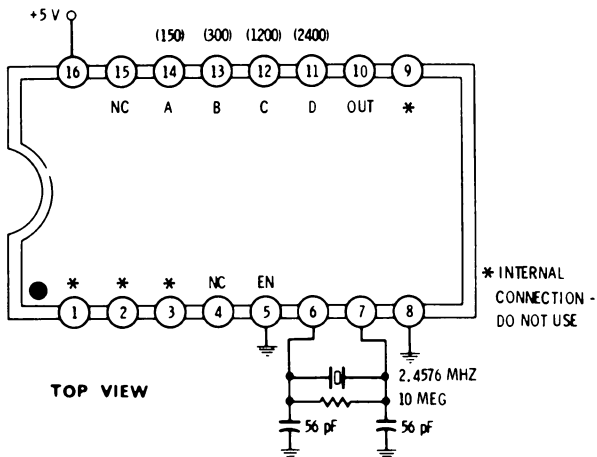 +5 V
(150) (300) (1200) (2400)
16 15 14 13 12 11 10 9
NC A B C D OUT *
* * * NC EN
1 2 3 4 5 6 7 8
* INTERNAL
CONNECTION -
DO NOT USE
TOP VIEW
2.4576 MHZ
10 MEG
56 pF 56 pF